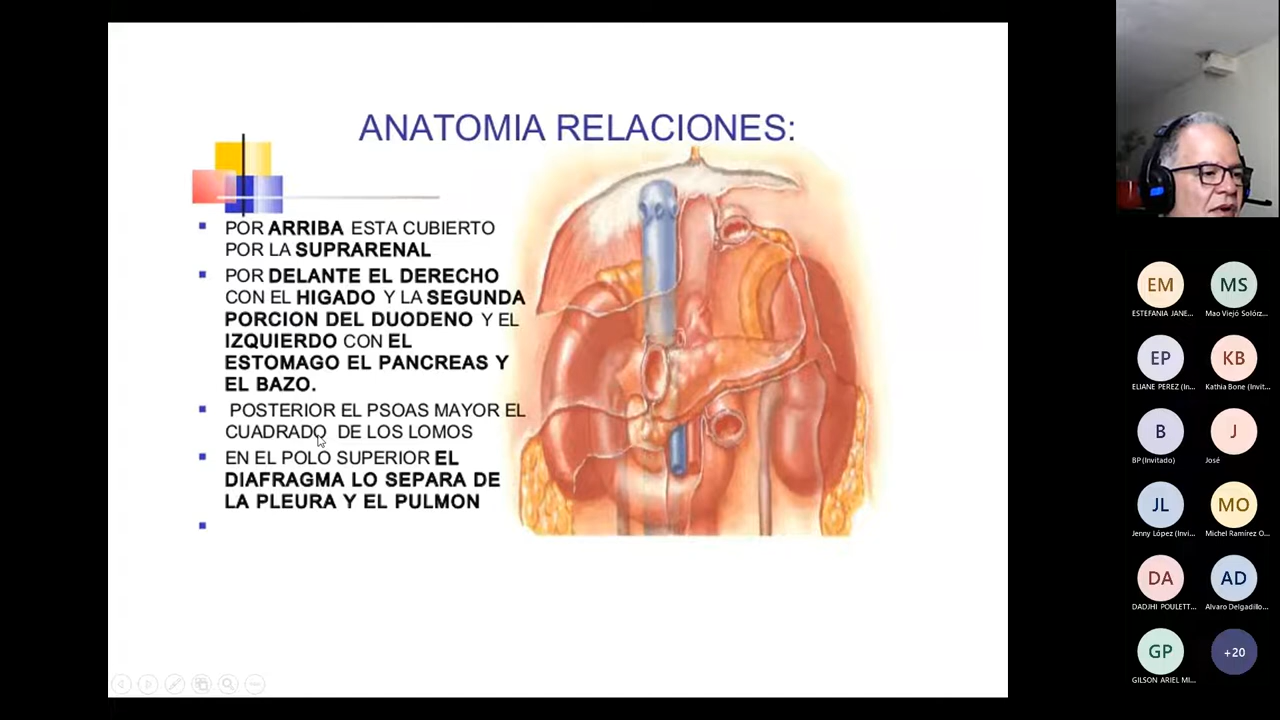 ANATOMIA RELACIONES:
POR ARRIBA ESTA CUBIERTO
POR LA SUPRARENAL
POR DELANTE EL DERECHO
CON EL HIGADO Y LA SEGUNDA
PORCION DEL DUODENO Y EL
IZQUIERDO CON EL
ESTOMAGO EL PANCREAS Y
EL BAZO.
POSTERIOR EL PSOAS MAYOR EL
CUADRADO DE LOS LOMOS
EN EL POLO SUPERIOR EL
DIAFRAGMA LO SEPARA DE
LA PLEURA Y EL PULMON
EM
MS
ESTEFANIA JANE...
Mao Viejó Solórz...
EP
KB
ELIANE PEREZ (In...
Kathia Bone (Invit...
B
J
BP (Invitado)
José
JL
MO
Jenny López (Invi...
Michel Ramírez O...
DA
AD
DADJHI POULETT...
Alvaro Delgadillo...
GP
+20
GILSON ARIEL MI...